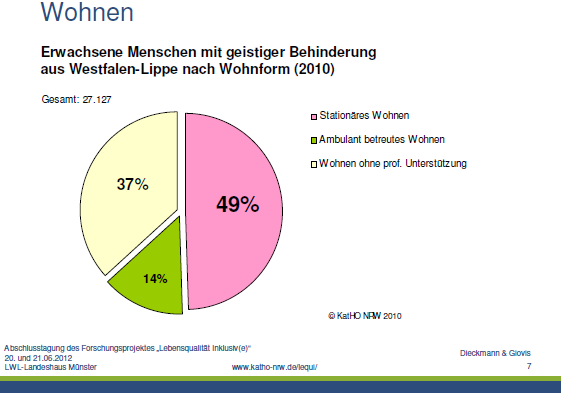 Wohnen
Erwachsene Menschen mit geistiger Behinderung
aus Westfalen-Lippe nach Wohnform (2010)
Gesamt: 27.127
Stationäres Wohnen
Ambulant betreutes Wohnen
Wohnen ohne prof. Unterstützung
37%
49%
14%
© KatHO NRW 2010
Abschlusstagung des Forschungsprojektes „Lebensqualität Inklusiv(e)“
20. und 21.06.2012
LWL-Landeshaus Münster
www.katho-nrw.de/lequi/
Dieckmann & Giovis
7